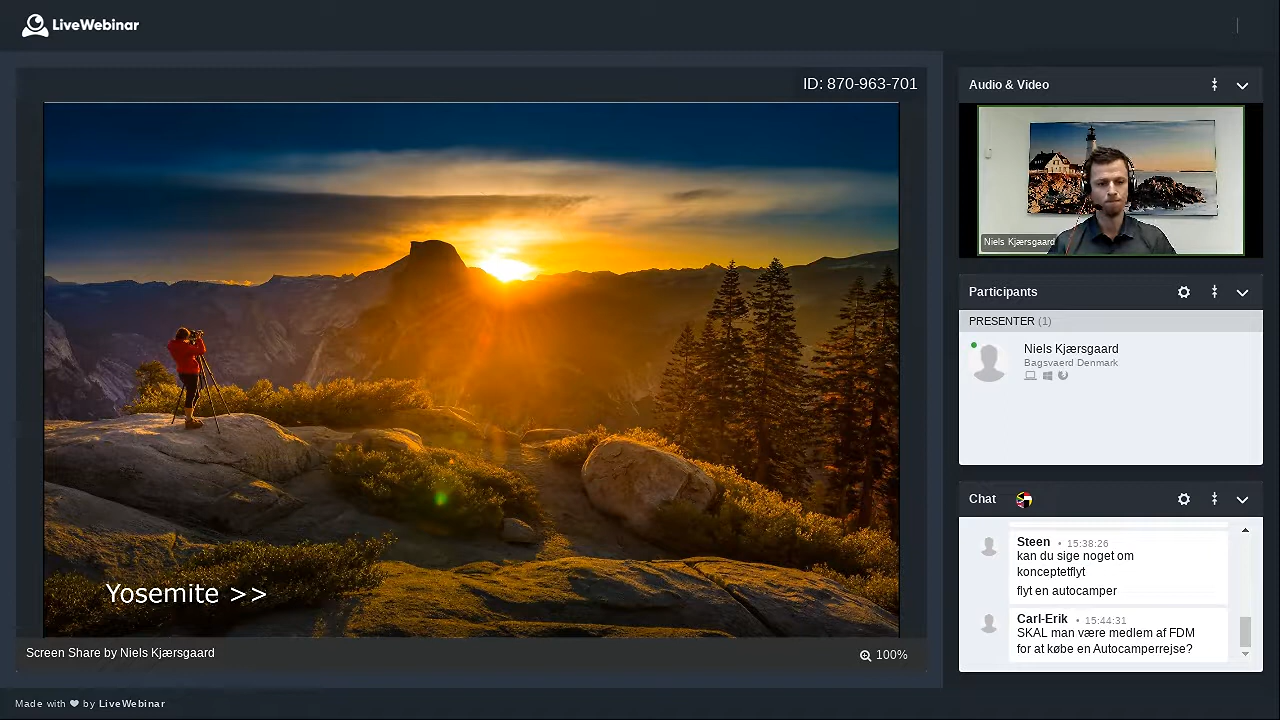 LiveWebinar
ID: 870-963-701
Yosemite >>
Screen Share by Niels Kjærsgaard
100%
Audio & Video
Niels Kjærsgaard
Participants
PRESENTER (1)
Niels Kjærsgaard
Bagsvaerd Denmark
Chat
Steen • 15:38:26
kan du sige noget om
konceptetflyt
flyt en autocamper
Carl-Erik • 15:44:31
SKAL man være medlem af FDM
for at købe en Autocamperrejse?
Made with ❤ by LiveWebinar